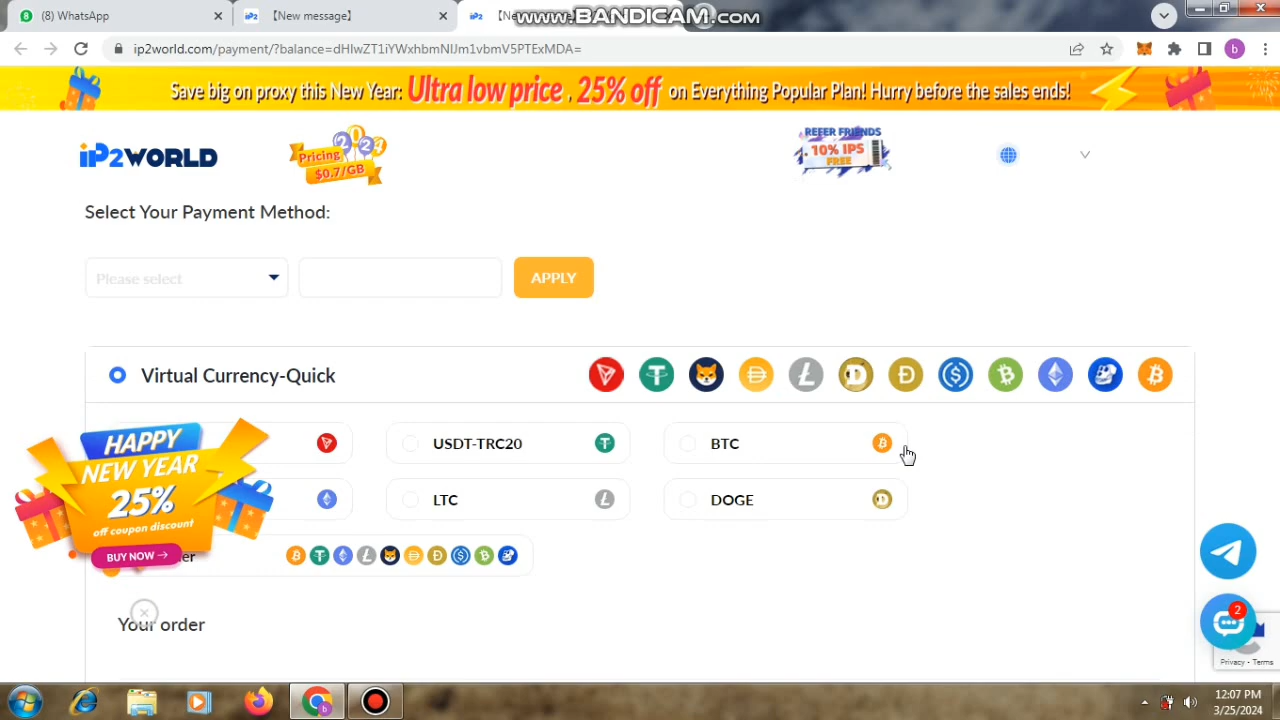 (8) WhatsApp
【New message】
【Ne
www.BANDICAM.com
ip2world.com/payment/?balance=dHlwZT1iYWxhbmNlJm1vbmV5PTExMDA=
b
Save big on proxy this New Year: Ultra low price , 25% off on Everything Popular Plan! Hurry before the sales ends!
iP2WORLD
2024
Pricing
$0.7/GB
REFER FRIENDS
10% IPS
FREE
Select Your Payment Method:
Please select
APPLY
Virtual Currency-Quick
USDT-TRC20
BTC
LTC
DOGE
HAPPY
NEW YEAR
25%
off coupon discount
BUY NOW →
er
Your order
2
Privacy - Terms
12:07 PM
3/25/2024